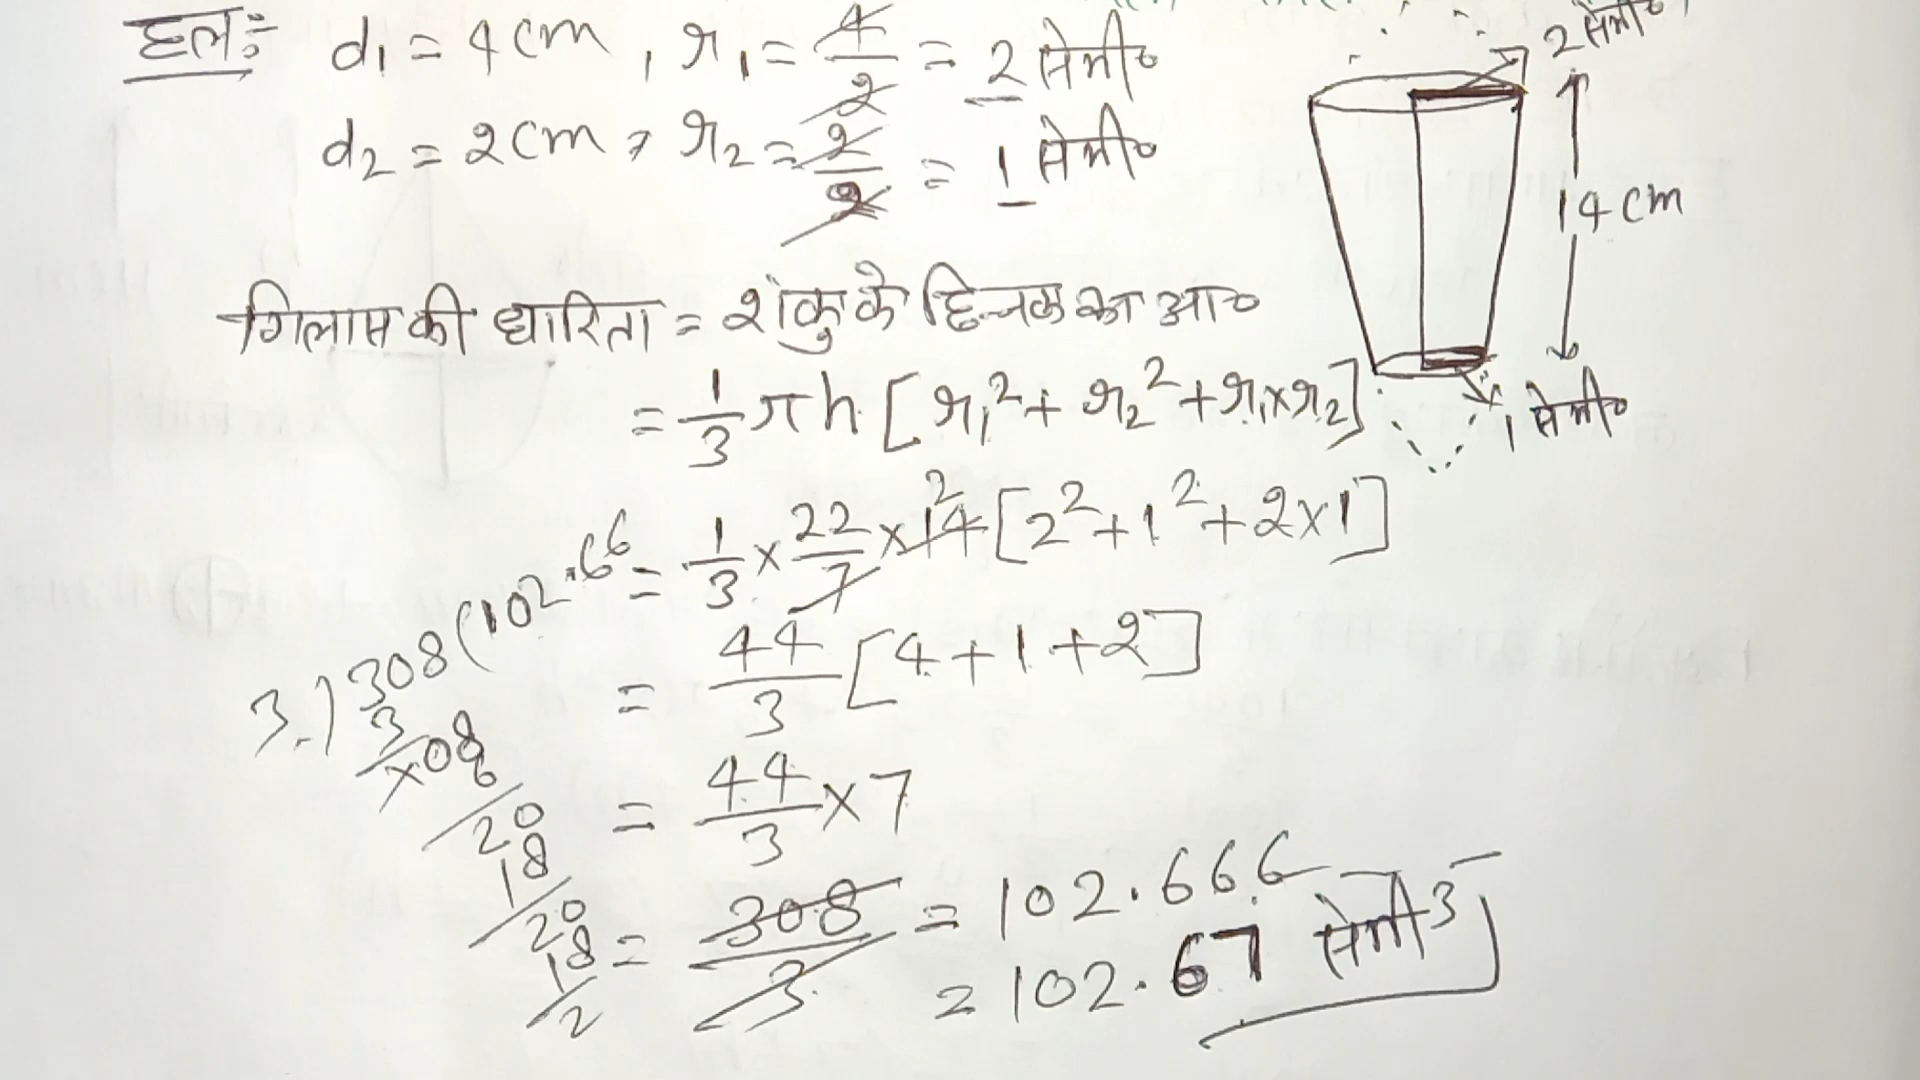 हल:- d₁ = 4 cm, r₁ = 4/2 = 2 सेमी०
d₂ = 2 cm, r₂ = 2/2 = 1 सेमी०
2 सेमी०
14 cm
1 सेमी०
गिलास की धारिता = शंकु के छिन्नक का आ०
= 1/3 πh [r₁² + r₂² + r₁×r₂]
= 1/3 × 22/7 × 14 2 [2² + 1² + 2×1]
= 44/3 [4+1+2]
= 44/3 × 7
= 308/3 = 102.666
= 102.67 सेमी³
3) 308 (102.66
3
×08
6
20
18
20
18
2